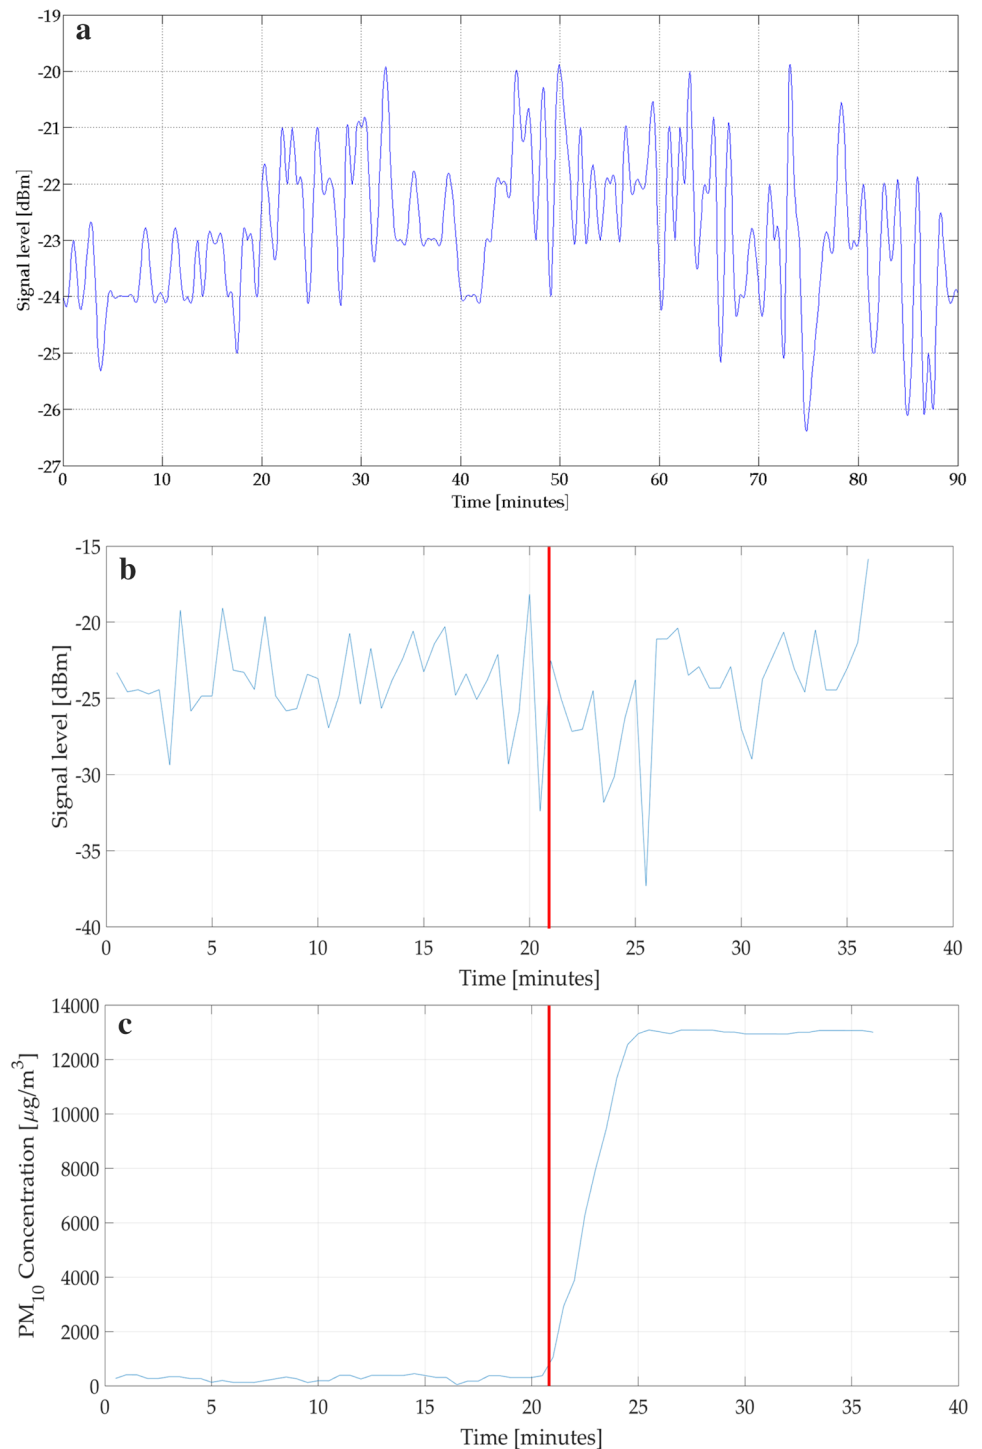 a
-19
-20
-21
-22
-23
-24
-25
-26
-27
Signal level [dBm]
0 10 20 30 40 50 60 70 80 90
Time [minutes]
b
-15
-20
-25
-30
-35
-40
Signal level [dBm]
0 5 10 15 20 25 30 35 40
Time [minutes]
c
14000
12000
10000
8000
6000
4000
2000
0
PM10 Concentration [μg/m3]
0 5 10 15 20 25 30 35 40
Time [minutes]